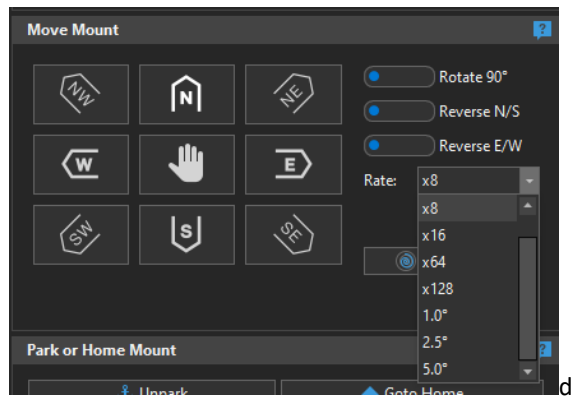 Move Mount
?
NW N NE Rotate 90°
Reverse N/S
W E Reverse E/W
Rate: x8
x8
SW S SE x16
x64
x128
1.0°
2.5°
Park or Home Mount ?
5.0°
Unpark Goto Home
d